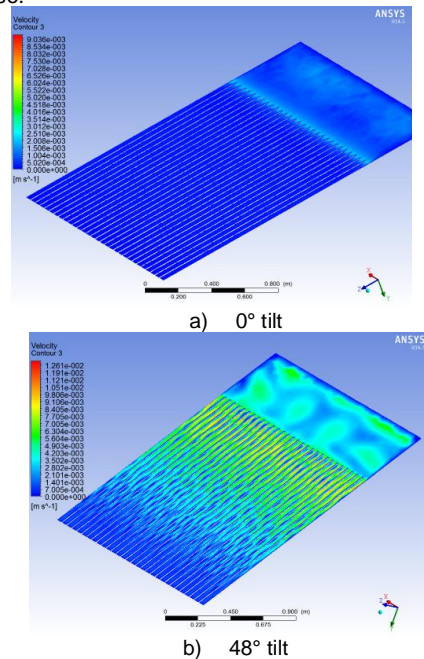 ANSYS
R14.5
Velocity
Contour 3
9.036e-003
8.534e-003
8.032e-003
7.530e-003
7.028e-003
6.526e-003
6.024e-003
5.522e-003
5.020e-003
4.518e-003
4.016e-003
3.514e-003
3.012e-003
2.510e-003
2.008e-003
1.506e-003
1.004e-003
5.020e-004
0.000e+000
[m s^-1]
X
Z
Y
0 0.400 0.800 (m)
0.200 0.600
a) 0° tilt
ANSYS
Velocity
Contour 3
1.261e-002
1.191e-002
1.121e-002
1.051e-002
9.806e-003
9.106e-003
8.405e-003
7.705e-003
7.005e-003
6.304e-003
5.604e-003
4.903e-003
4.203e-003
3.502e-003
2.802e-003
2.101e-003
1.401e-003
7.005e-004
0.000e+000
[m s^-1]
Z X
Y
0 0.450 0.900 (m)
0.225 0.675
b) 48° tilt